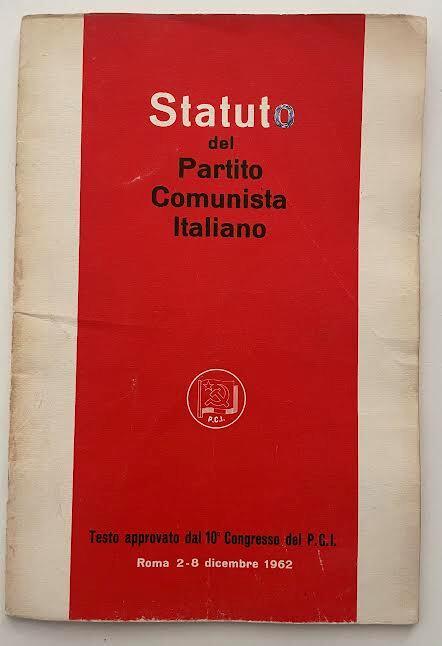 Statuto
del
Partito
Comunista
Italiano
P.C.I.
Testo approvato dal 10° Congresso del P.C.I.
Roma 2-8 dicembre 1962